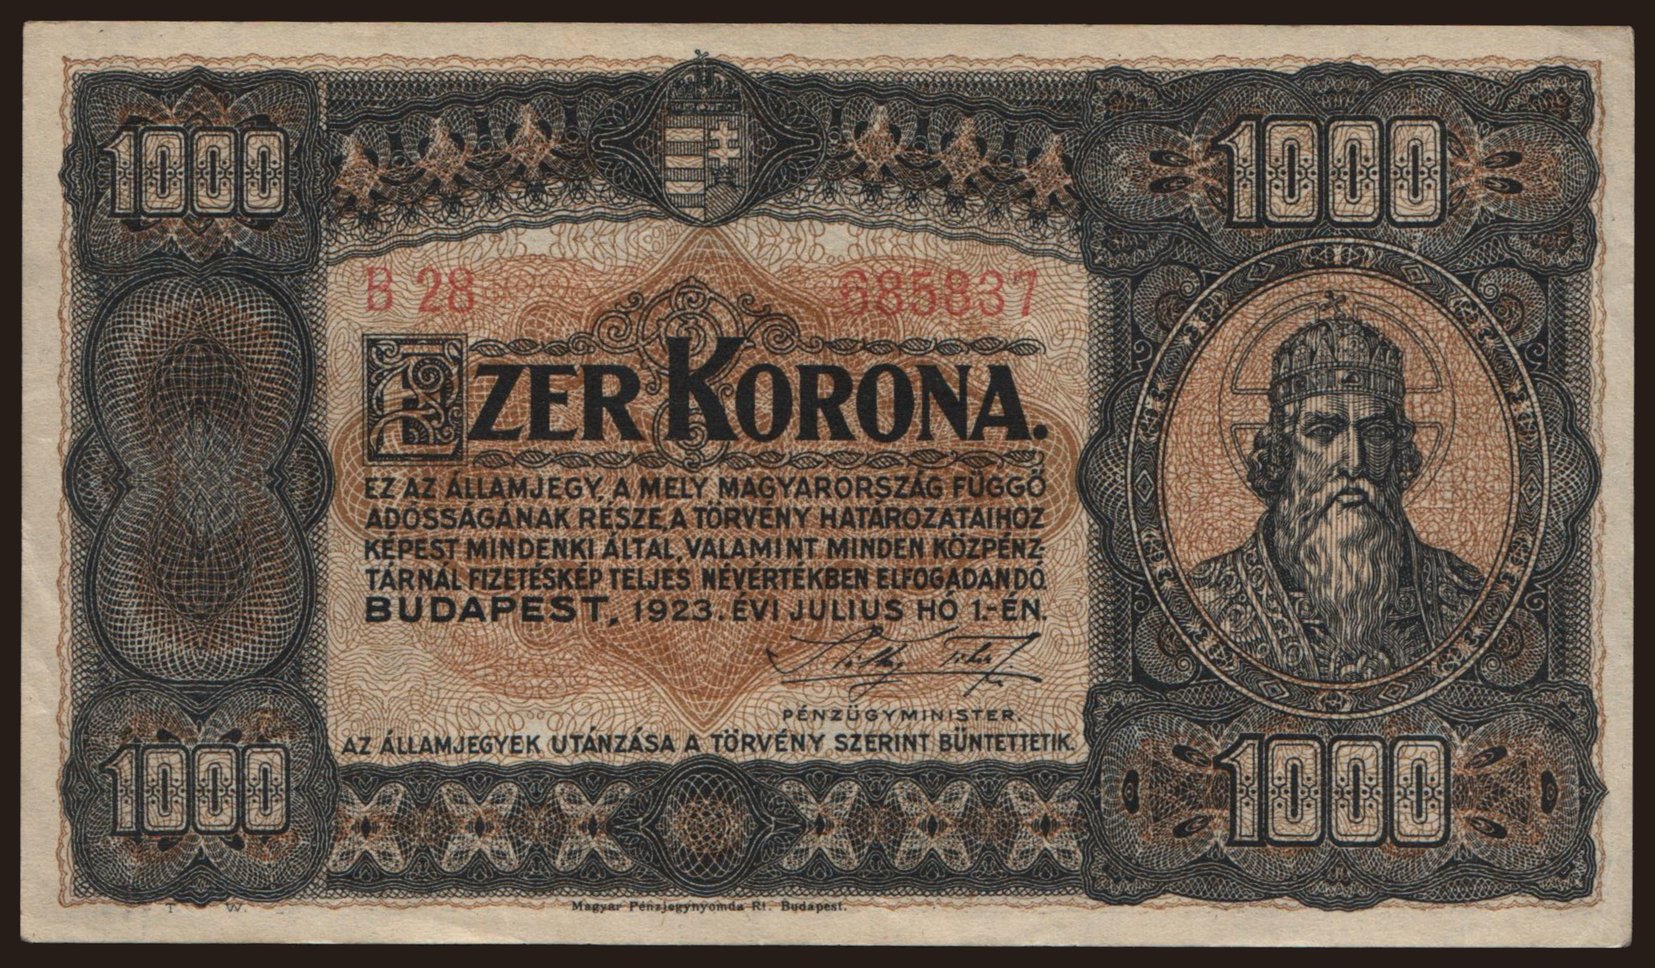 1000
1000
B 28
685837
EZER KORONA.
EZ AZ ÁLLAMJEGY, A MELY MAGYARORSZÁG FÜGGŐ
ADÓSSÁGÁNAK RÉSZE, A TÖRVÉNY HATÁROZATAIHOZ
KÉPEST MINDENKI ÁLTAL, VALAMINT MINDEN KÖZPÉNZ-
TÁRNÁL FIZETÉSKÉP TELJES NÉVÉRTÉKBEN ELFOGADANDÓ.
BUDAPEST, 1923. ÉVI JULIUS HÓ 1.-ÉN.
PÉNZÜGYMINISTER.
AZ ÁLLAMJEGYEK UTÁNZÁSA A TÖRVÉNY SZERINT BÜNTETTETIK.
1000
1000
T W.
Magyar Pénzjegynyomda Rt. Budapest.